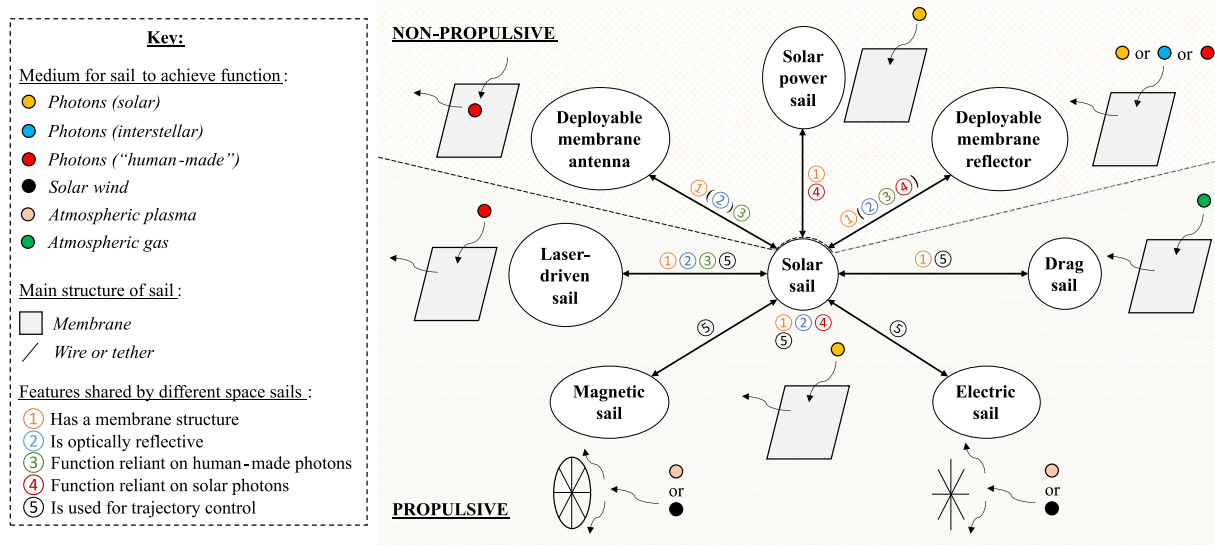 Key:
Medium for sail to achieve function:
Photons (solar)
Photons (interstellar)
Photons (“human-made”)
Solar wind
Atmospheric plasma
Atmospheric gas
Main structure of sail:
Membrane
Wire or tether
Features shared by different space sails:
1 Has a membrane structure
2 Is optically reflective
3 Function reliant on human-made photons
4 Function reliant on solar photons
5 Is used for trajectory control
NON-PROPULSIVE
Deployable
membrane
antenna
Solar
power
sail
or or
Deployable
membrane
reflector
1 (2) 3
1
4
1 (2 3 4)
Laser-
driven
sail
1 2 3 5
Solar
sail
1 5
Drag
sail
1 2 4
5
5
5
Magnetic
sail
Electric
sail
or
or
PROPULSIVE